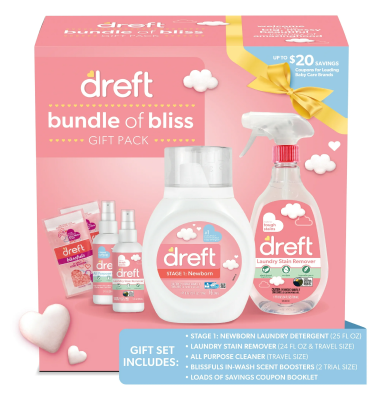 dreft
bundle of bliss
GIFT PACK
UP TO $20 SAVINGS
Coupons for Leading
Baby Care Brands
dreft
blissfuls
dreft
dreft
STAGE 1: Newborn
tough
stains
dreft
Laundry Stain Remover
GIFT SET
INCLUDES:
• STAGE 1: NEWBORN LAUNDRY DETERGENT (25 FL OZ)
• LAUNDRY STAIN REMOVER (24 FL OZ & TRAVEL SIZE)
• ALL PURPOSE CLEANER (TRAVEL SIZE)
• BLISSFULS IN-WASH SCENT BOOSTERS (2 TRIAL SIZE)
• LOADS OF SAVINGS COUPON BOOKLET